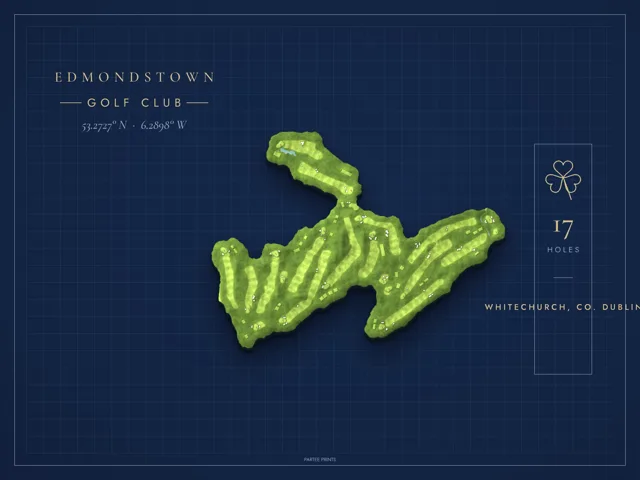 EDMONDSTOWN
GOLF CLUB
53.2727° N · 6.2898° W
17
HOLES
WHITECHURCH, CO. DUBLIN
PARTEE PRINTS